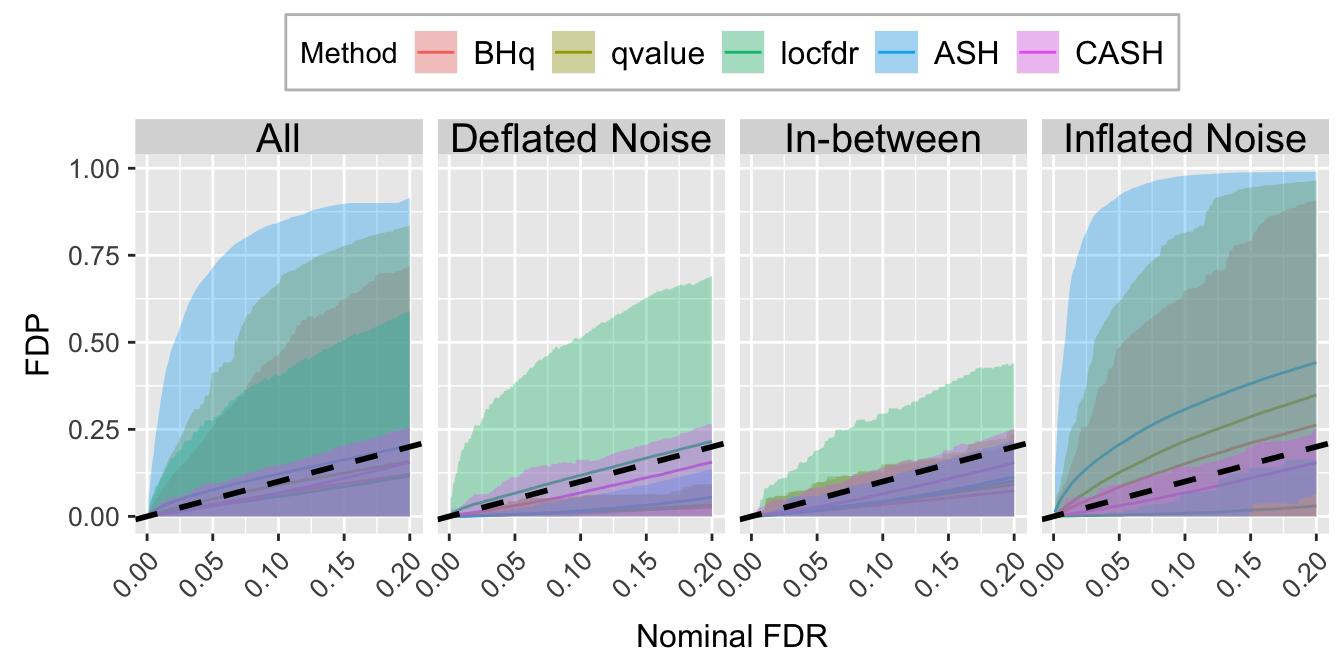 Method BHq qvalue locfdr ASH CASH
All Deflated Noise In-between Inflated Noise
1.00
0.75
0.50
0.25
0.00
FDP
0.00 0.05 0.10 0.15 0.20 0.00 0.05 0.10 0.15 0.20 0.00 0.05 0.10 0.15 0.20 0.00 0.05 0.10 0.15 0.20
Nominal FDR